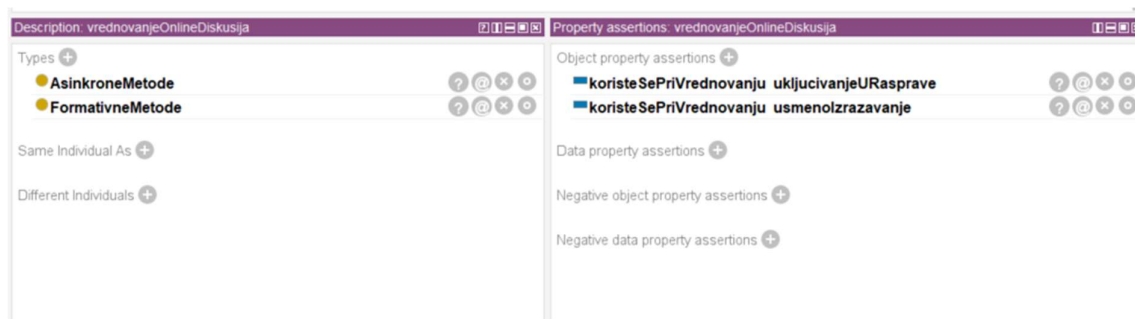 Description: vrednovanjeOnlineDiskusija
Types
AsinkroneMetode
FormativneMetode
Same Individual As
Different Individuals
Property assertions: vrednovanjeOnlineDiskusija
Object property assertions
koristeSePriVrednovanju ukljucivanjeURasprave
koristeSePriVrednovanju usmenoIzrazavanje
Data property assertions
Negative object property assertions
Negative data property assertions